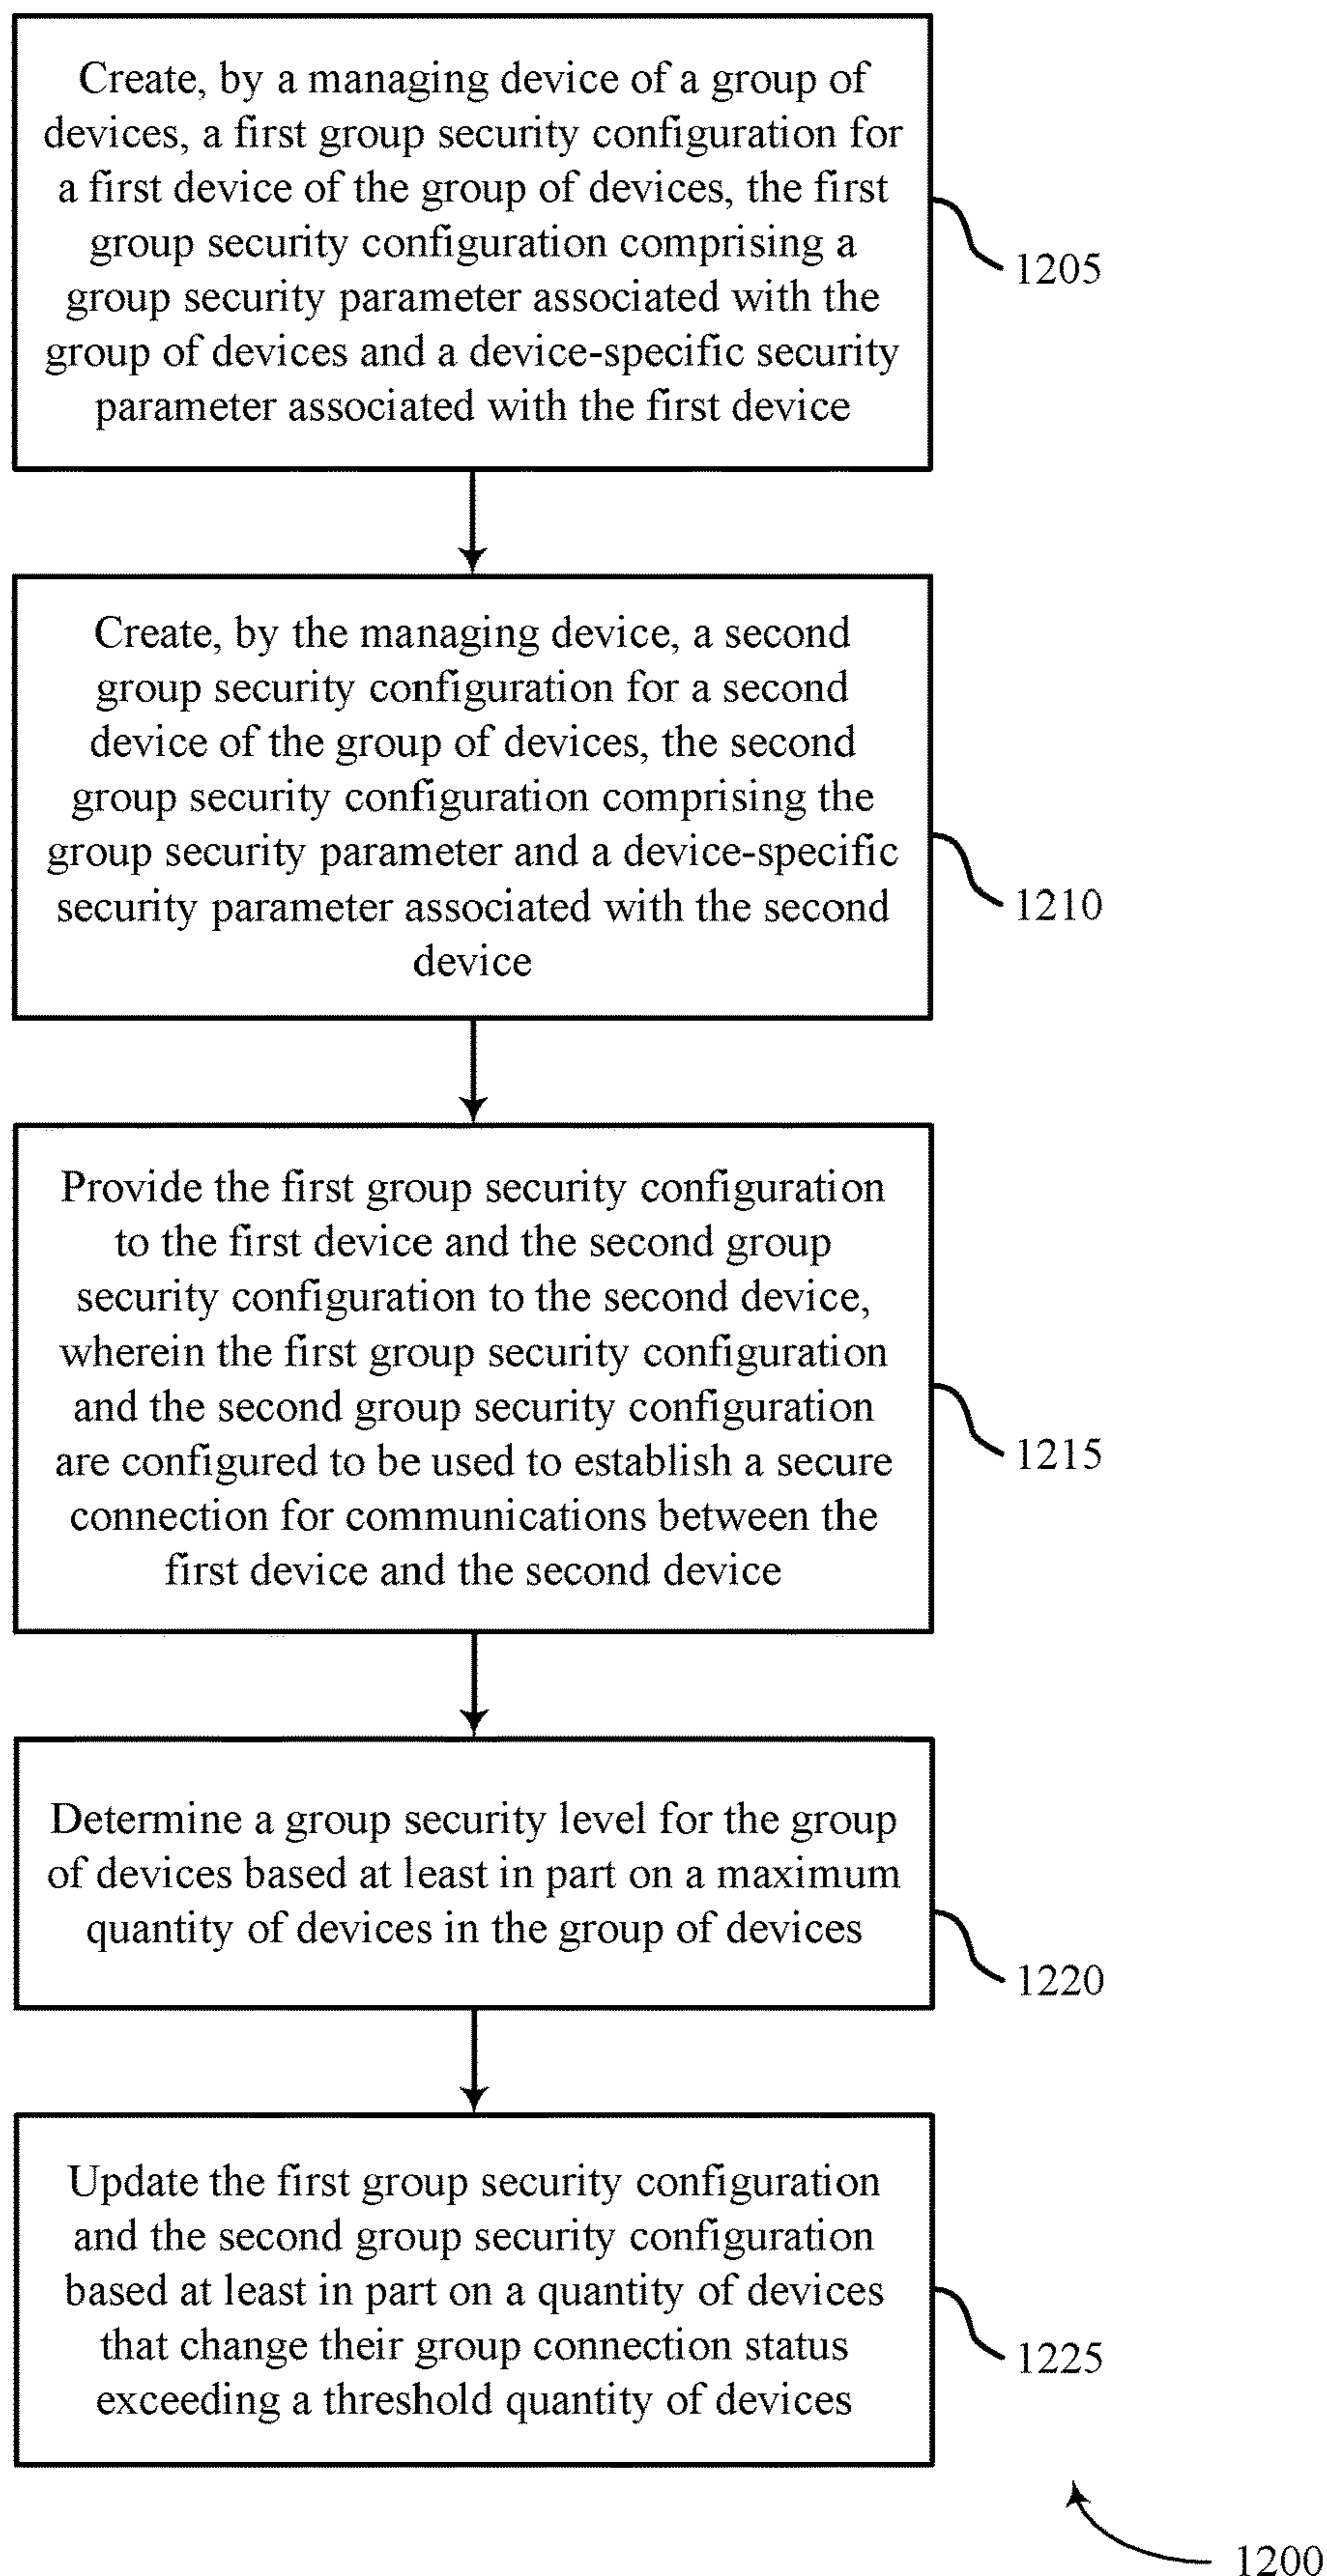 Create, by a managing device of a group of
devices, a first group security configuration for
a first device of the group of devices, the first
group security configuration comprising a
group security parameter associated with the
group of devices and a device-specific security
parameter associated with the first device
1205
Create, by the managing device, a second
group security configuration for a second
device of the group of devices, the second
group security configuration comprising the
group security parameter and a device-specific
security parameter associated with the second
device
1210
Provide the first group security configuration
to the first device and the second group
security configuration to the second device,
wherein the first group security configuration
and the second group security configuration
are configured to be used to establish a secure
connection for communications between the
first device and the second device
1215
Determine a group security level for the group
of devices based at least in part on a maximum
quantity of devices in the group of devices
1220
Update the first group security configuration
and the second group security configuration
based at least in part on a quantity of devices
that change their group connection status
exceeding a threshold quantity of devices
1225
1200